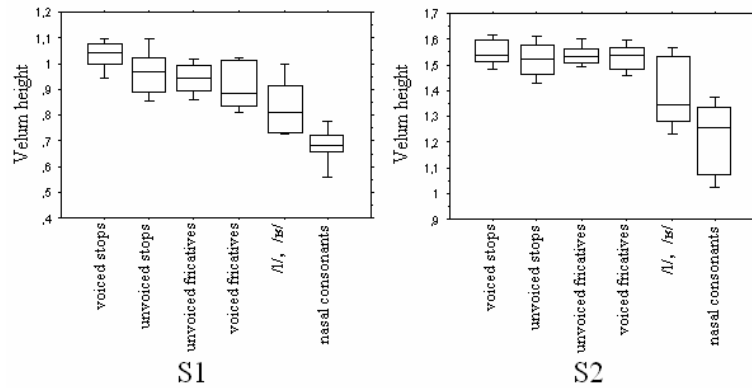 Velum height
1,2
1,1
1
,9
,8
,7
,6
,5
,4
voiced stops
unvoiced stops
unvoiced fricatives
voiced fricatives
/l/, /ʁ/
nasal consonants
S1
Velum height
1,7
1,6
1,5
1,4
1,3
1,2
1,1
1
,9
voiced stops
unvoiced stops
unvoiced fricatives
voiced fricatives
/l/, /ʁ/
nasal consonants
S2